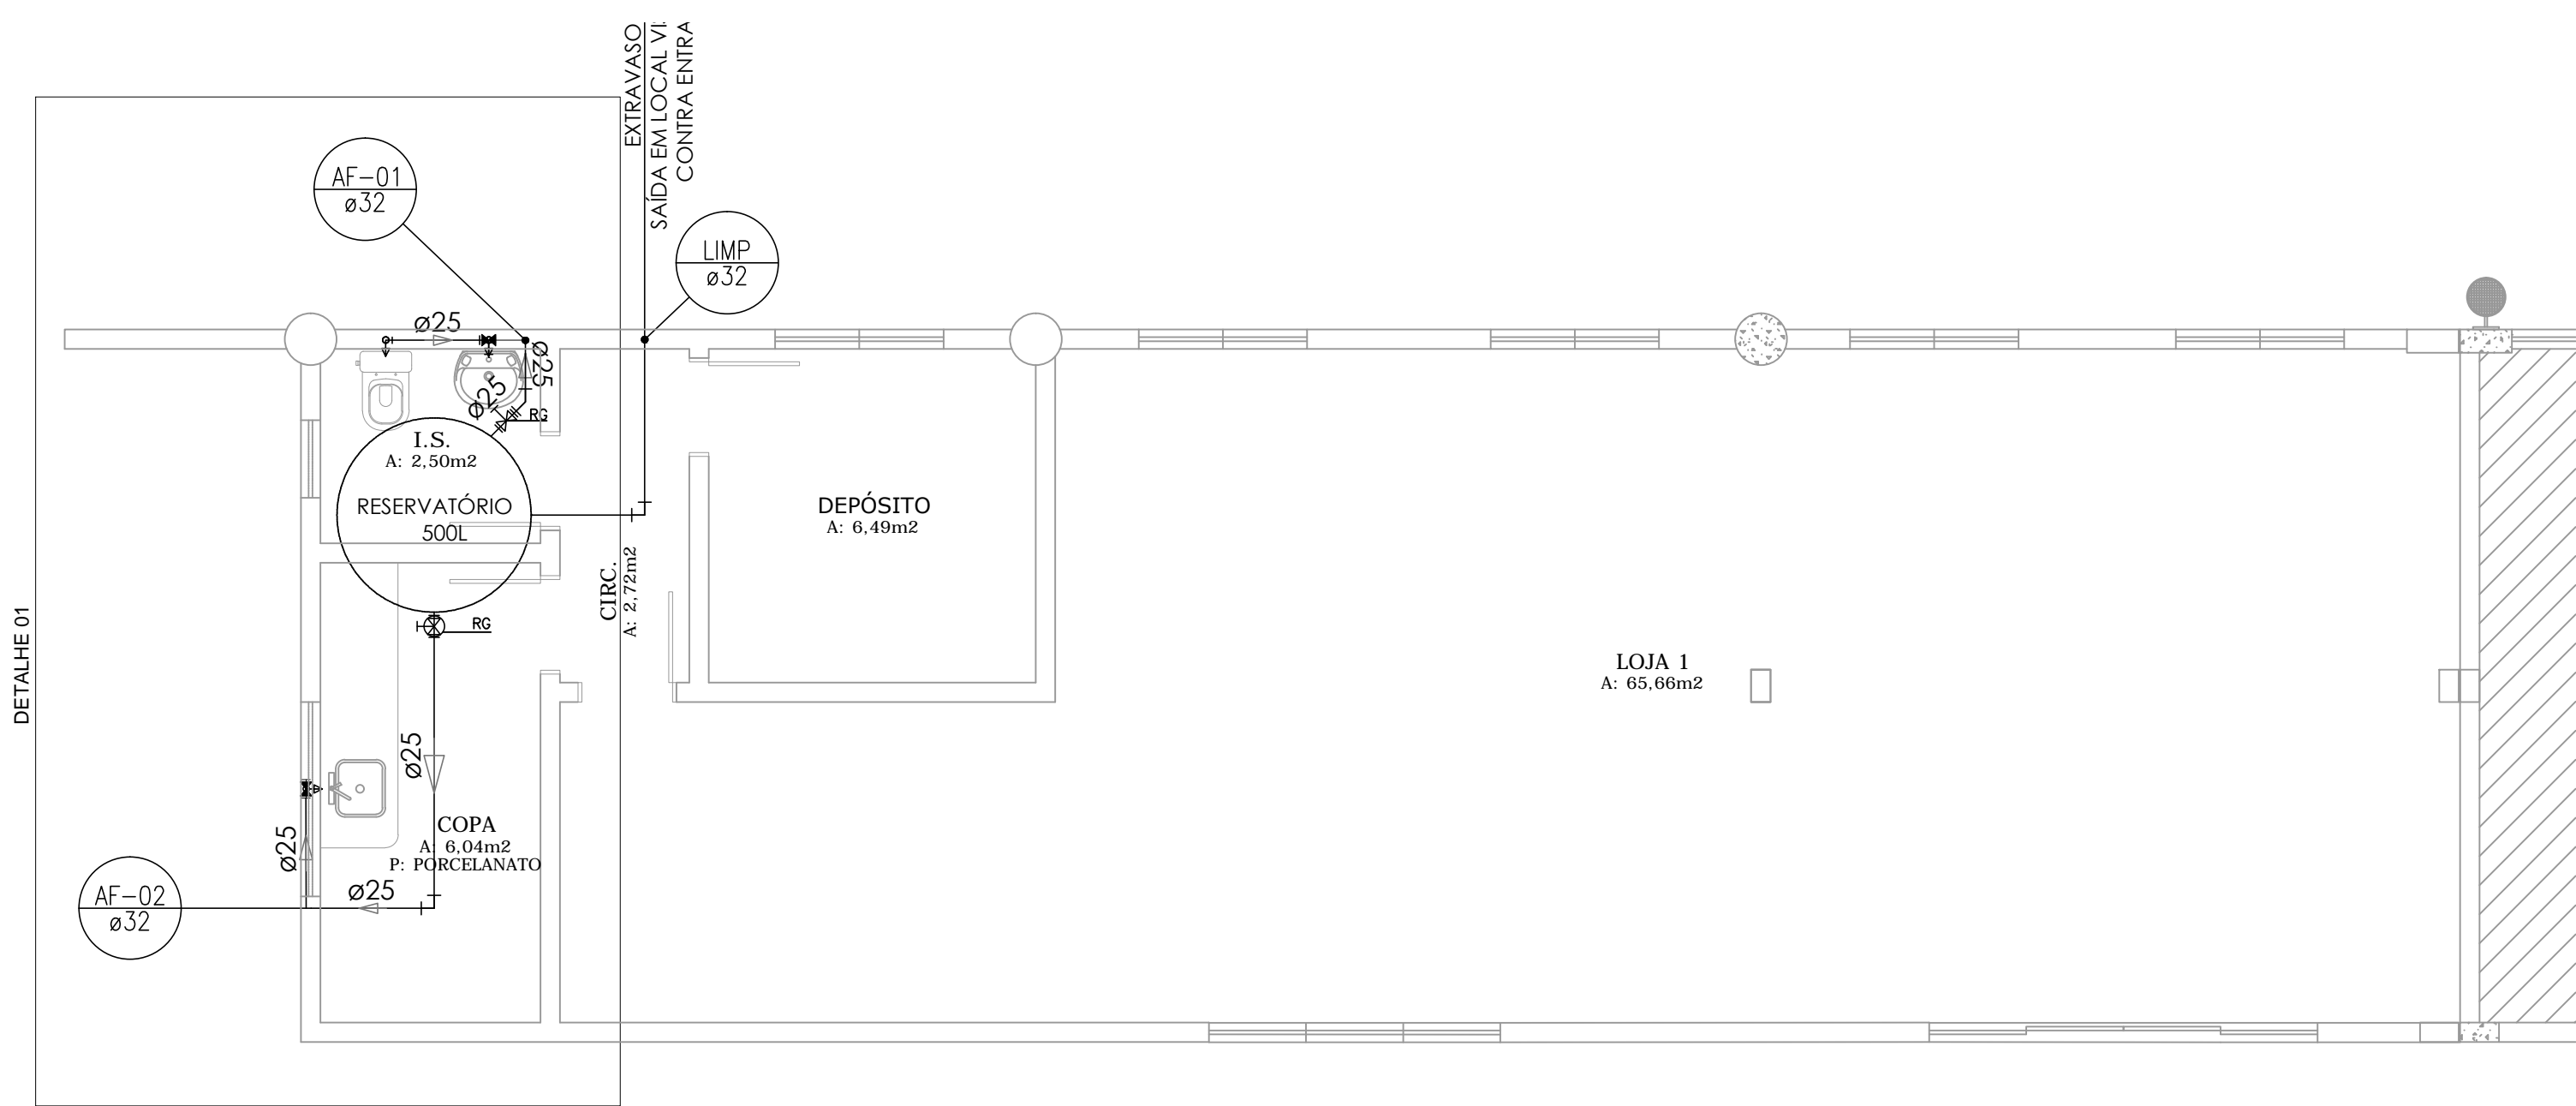 EXTRAVASO
SAÍDA EM LOCAL VI
CONTRA ENTRA
AF-01
ø32
LIMP
ø32
ø25
ø25
ø25
RG
I.S.
A: 2,50m2
RESERVATÓRIO
500L
DEPÓSITO
A: 6,49m2
CIRC.
A: 2,72m2
RG
DETALHE 01
LOJA 1
A: 65,66m2
ø25
COPA
A: 6,04m2
P: PORCELANATO
ø25
ø25
AF-02
ø32